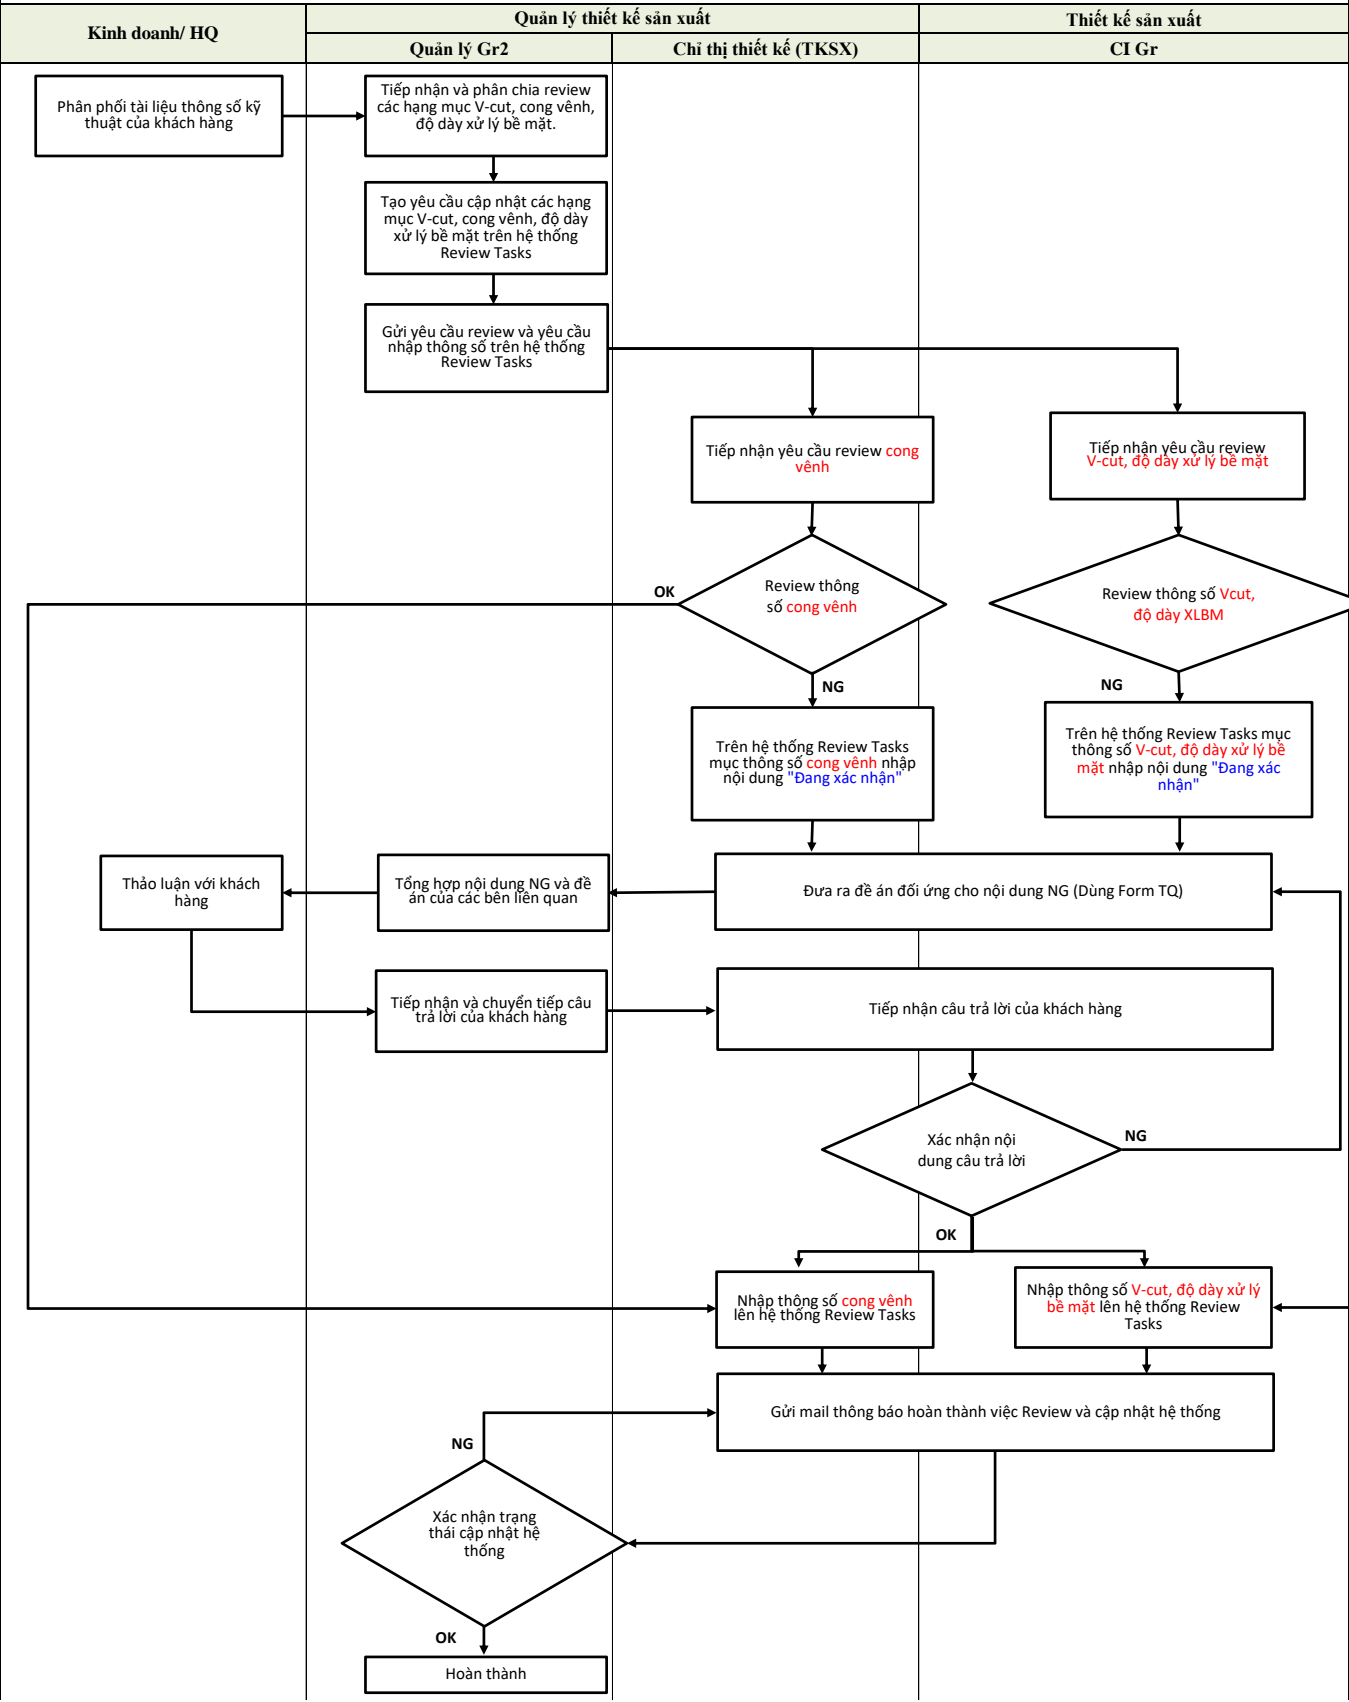 Kinh doanh/ HQ
Quản lý thiết kế sản xuất
Thiết kế sản xuất
Quản lý Gr2
Chỉ thị thiết kế (TKSX)
CI Gr
Phân phối tài liệu thông số kỹ
thuật của khách hàng
Tiếp nhận và phân chia review
các hạng mục V-cut, cong vênh,
độ dày xử lý bề mặt.
Tạo yêu cầu cập nhật các hạng
mục V-cut, cong vênh, độ dày
xử lý bề mặt trên hệ thống
Review Tasks
Gửi yêu cầu review và yêu cầu
nhập thông số trên hệ thống
Review Tasks
Tiếp nhận yêu cầu review cong
vênh
Tiếp nhận yêu cầu review
V-cut, độ dày xử lý bề mặt
OK
Review thông
số cong vênh
Review thông số Vcut,
độ dày XLBM
NG
NG
Trên hệ thống Review Tasks
mục thông số cong vênh nhập
nội dung "Đang xác nhận"
Trên hệ thống Review Tasks mục
thông số V-cut, độ dày xử lý bề
mặt nhập nội dung "Đang xác
nhận"
Thảo luận với khách
hàng
Tổng hợp nội dung NG và đề
án của các bên liên quan
Đưa ra đề án đối ứng cho nội dung NG (Dùng Form TQ)
Tiếp nhận và chuyển tiếp câu
trả lời của khách hàng
Tiếp nhận câu trả lời của khách hàng
Xác nhận nội
dung câu trả lời
NG
OK
Nhập thông số cong vênh
lên hệ thống Review Tasks
Nhập thông số V-cut, độ dày xử lý
bề mặt lên hệ thống Review
Tasks
Gửi mail thông báo hoàn thành việc Review và cập nhật hệ thống
NG
Xác nhận trạng
thái cập nhật hệ
thống
OK
Hoàn thành